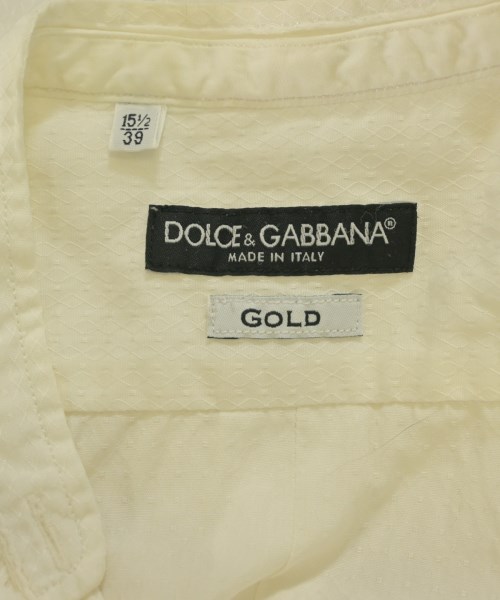 15½
39
DOLCE & GABBANA®
MADE IN ITALY
GOLD